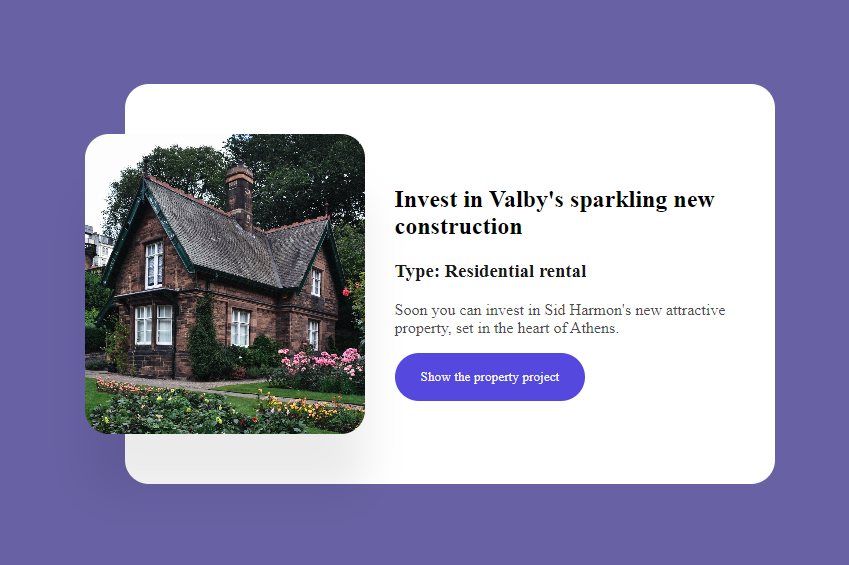 Invest in Valby's sparkling new
construction
Type: Residential rental
Soon you can invest in Sid Harmon's new attractive
property, set in the heart of Athens.
Show the property project